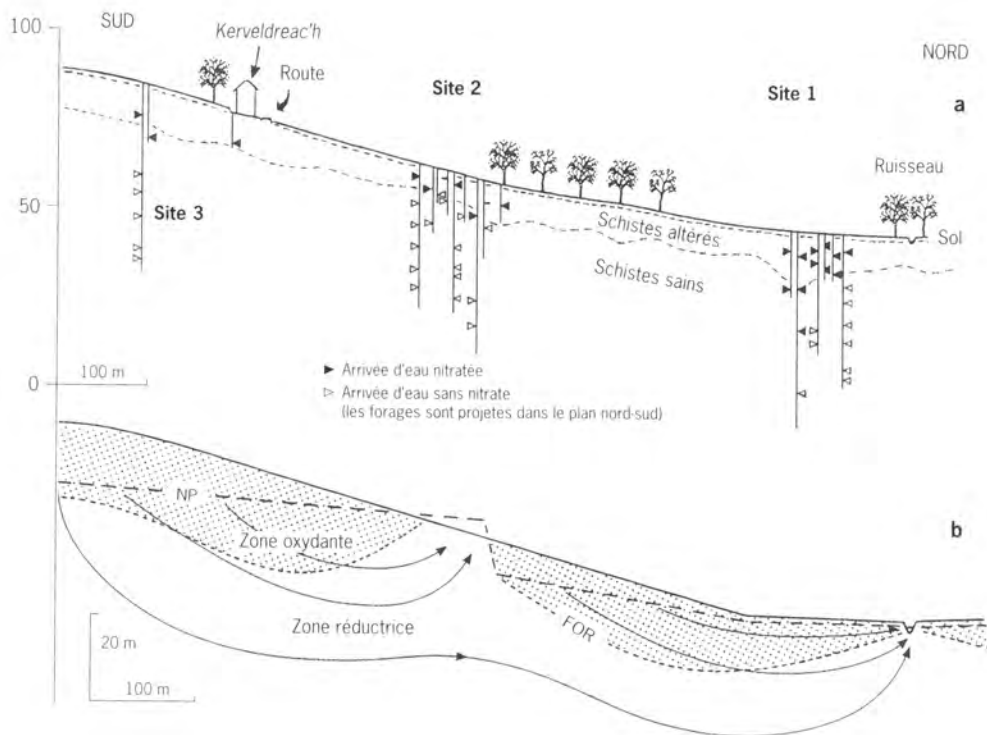 100
SUD
Kerveldreac'h
Route
NORD
Site 2
Site 1
a
Ruisseau
50
Site 3
Schistes altérés
Sol
Schistes sains
100 m
0
► Arrivée d'eau nitratée
▷ Arrivée d'eau sans nitrate
(les forages sont projetes dans le plan nord-sud)
NP
b
Zone oxydante
20 m
Zone réductrice
FOR
100 m